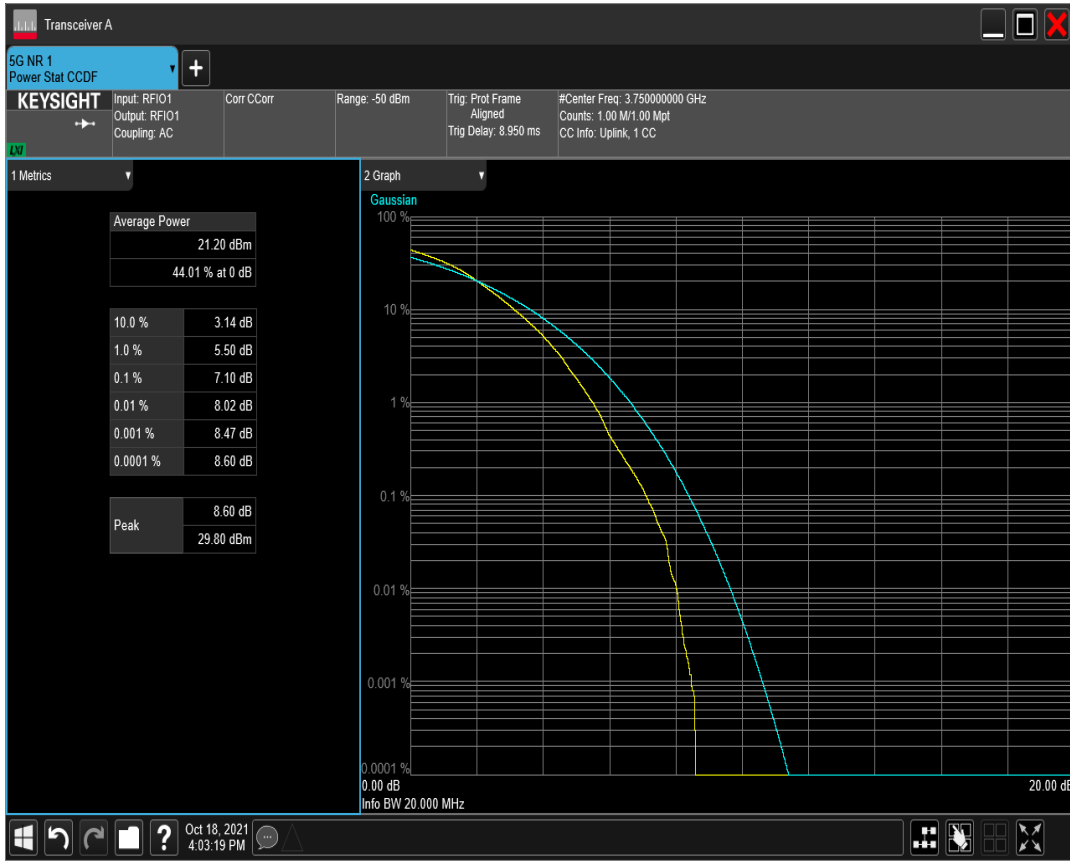 Transceiver A
5G NR 1
Power Stat CCDF
+
KEYSIGHT
LXI
Input: RFIO1
Output: RFIO1
Coupling: AC
Corr CCorr
Range: -50 dBm
Trig: Prot Frame
Aligned
Trig Delay: 8.950 ms
#Center Freq: 3.750000000 GHz
Counts: 1.00 M/1.00 Mpt
CC Info: Uplink, 1 CC
1 Metrics
Average Power
21.20 dBm
44.01 % at 0 dB
10.0 % 3.14 dB
1.0 % 5.50 dB
0.1 % 7.10 dB
0.01 % 8.02 dB
0.001 % 8.47 dB
0.0001 % 8.60 dB
Peak
8.60 dB
29.80 dBm
2 Graph
Gaussian
100 %
10 %
1 %
0.1 %
0.01 %
0.001 %
0.0001 %
0.00 dB 20.00 dB
Info BW 20.000 MHz
?
Oct 18, 2021
4:03:19 PM